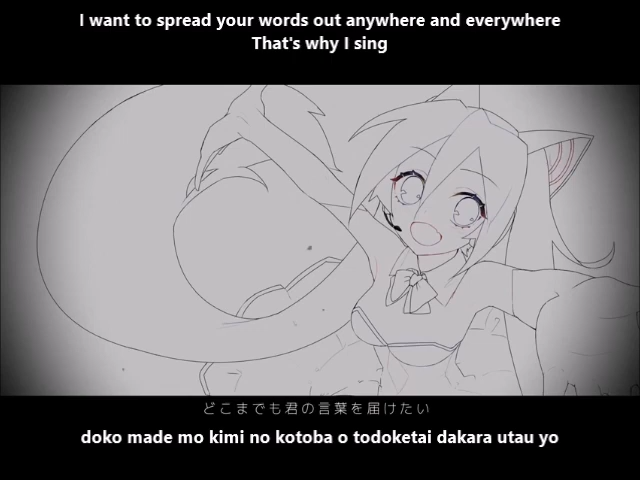 I want to spread your words out anywhere and everywhere
That's why I sing
どこまでも君の言葉を届けたい
doko made mo kimi no kotoba o todoketai dakara utau yo